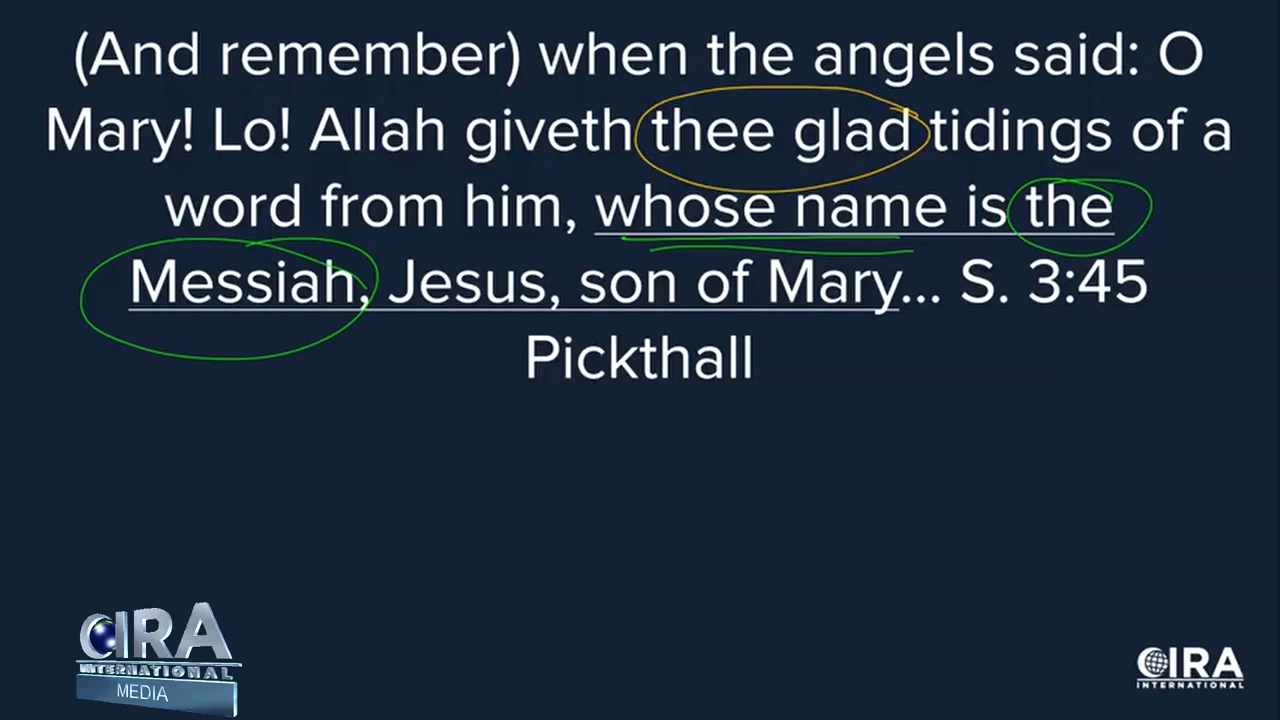 (And remember) when the angels said: O
Mary! Lo! Allah giveth thee glad tidings of a
word from him, whose name is the
Messiah, Jesus, son of Mary... S. 3:45
Pickthall
CIRA
INTERNATIONAL
MEDIA
CIRA
INTERNATIONAL